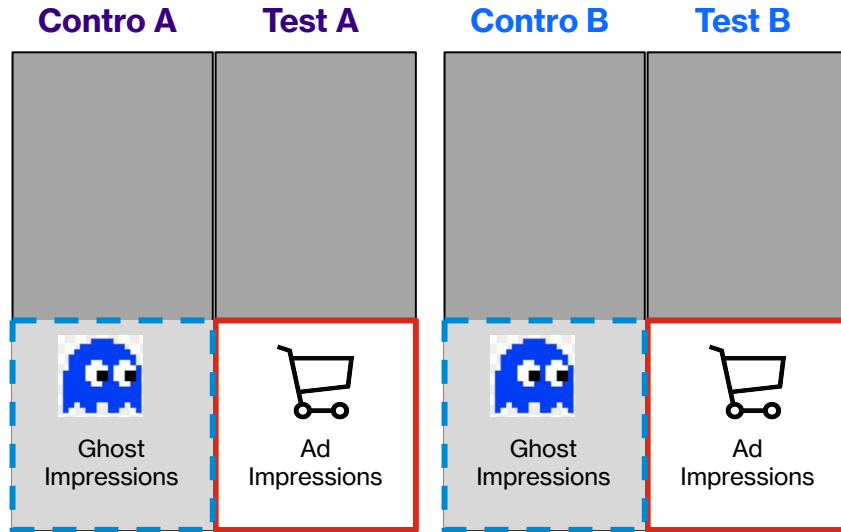 Contro A
Test A
Contro B
Test B
Ghost
Impressions
Ad
Impressions
Ghost
Impressions
Ad
Impressions